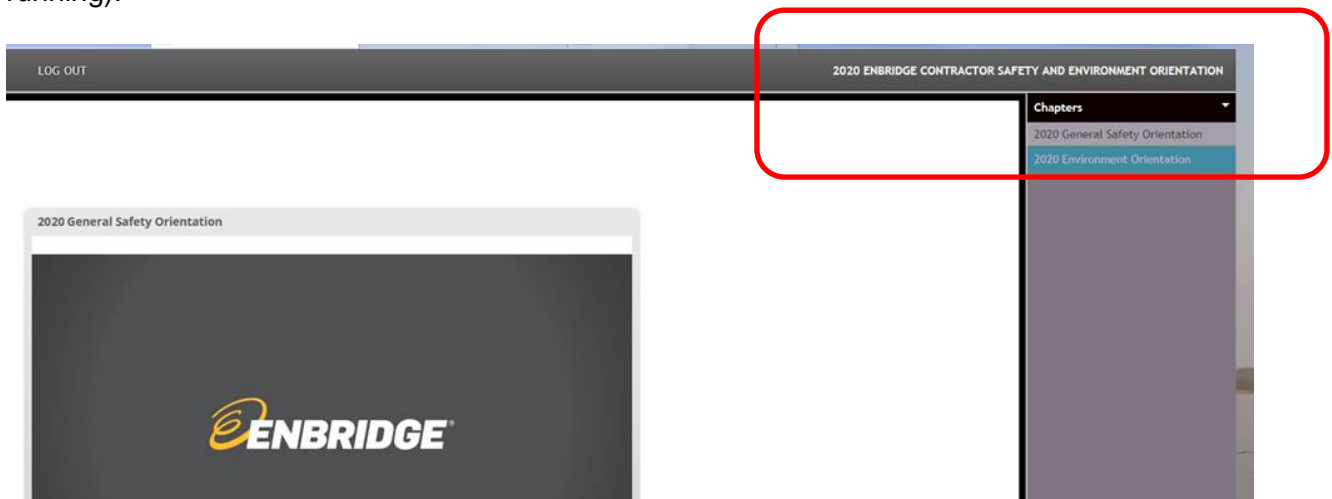 LOG OUT
2020 ENBRIDGE CONTRACTOR SAFETY AND ENVIRONMENT ORIENTATION
Chapters
2020 General Safety Orientation
2020 Environment Orientation
2020 General Safety Orientation
ENBRIDGE®